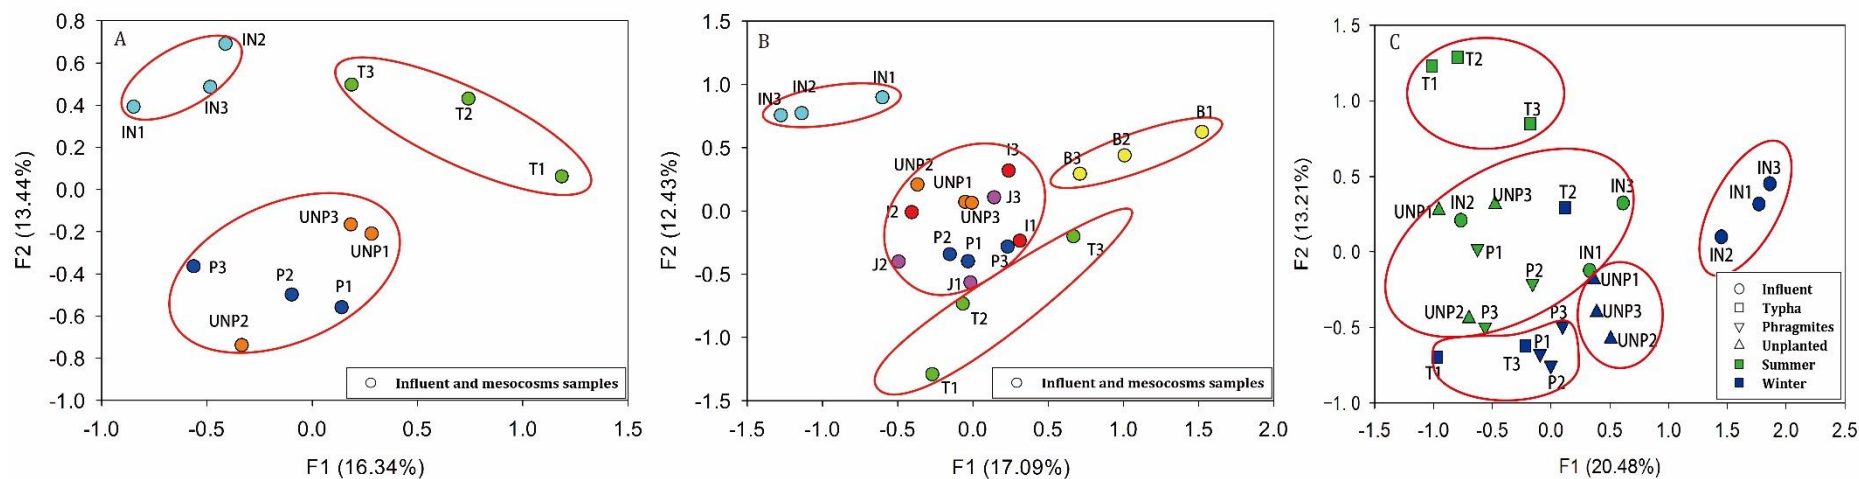 A
F2 (13.44%)
0.8
0.6
0.4
0.2
0.0
-0.2
-0.4
-0.6
-0.8
-1.0
IN2
IN3
IN1
T3
T2
T1
UNP3
UNP1
P3
P2
P1
UNP2
Influent and mesocosms samples
-1.0
-0.5
0.0
0.5
1.0
1.5
F1 (16.34%)
B
F2 (12.43%)
1.5
1.0
0.5
0.0
-0.5
-1.0
-1.5
IN1
IN2
IN3
B1
B2
B3
I3
UNP2
UNP1
J3
I2
UNP3
I1
P2
P1
P3
T3
J2
J1
T2
T1
Influent and mesocosms samples
-1.5
-1.0
-0.5
0.0
0.5
1.0
1.5
2.0
F1 (17.09%)
C
F2 (13.21%)
1.5
1.0
0.5
0.0
-0.5
-1.0
T2
T1
T3
IN3
IN1
IN2
T2
IN3
IN2
UNP3
UNP1
P1
IN1
P2
UNP1
UNP2
P3
P3
UNP3
UNP2
P1
T3
T1
P2
Influent
Typha
Phragmites
Unplanted
Summer
Winter
-1.5
-1.0
-0.5
0.0
0.5
1.0
1.5
2.0
2.5
F1 (20.48%)